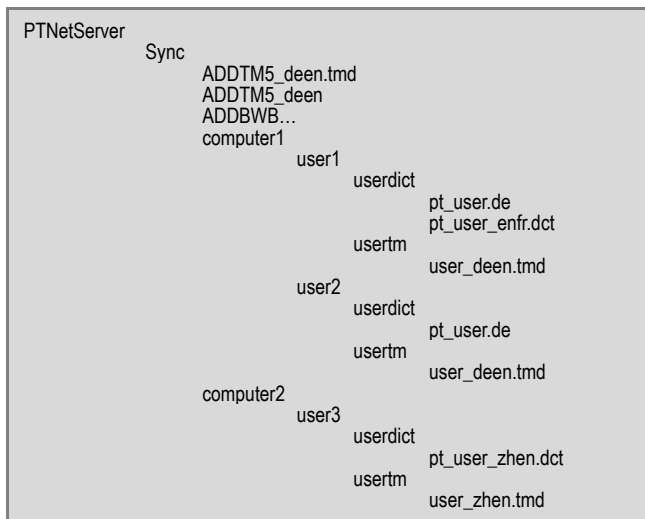 PTNetServer
Sync
ADDTM5_deen.tmd
ADDTM5_deen
ADDBWB…
computer1
user1
userdict
pt_user.de
pt_user_enfr.dct
usertm
user_deen.tmd
user2
userdict
pt_user.de
usertm
user_deen.tmd
computer2
user3
userdict
pt_user_zhen.dct
usertm
user_zhen.tmd